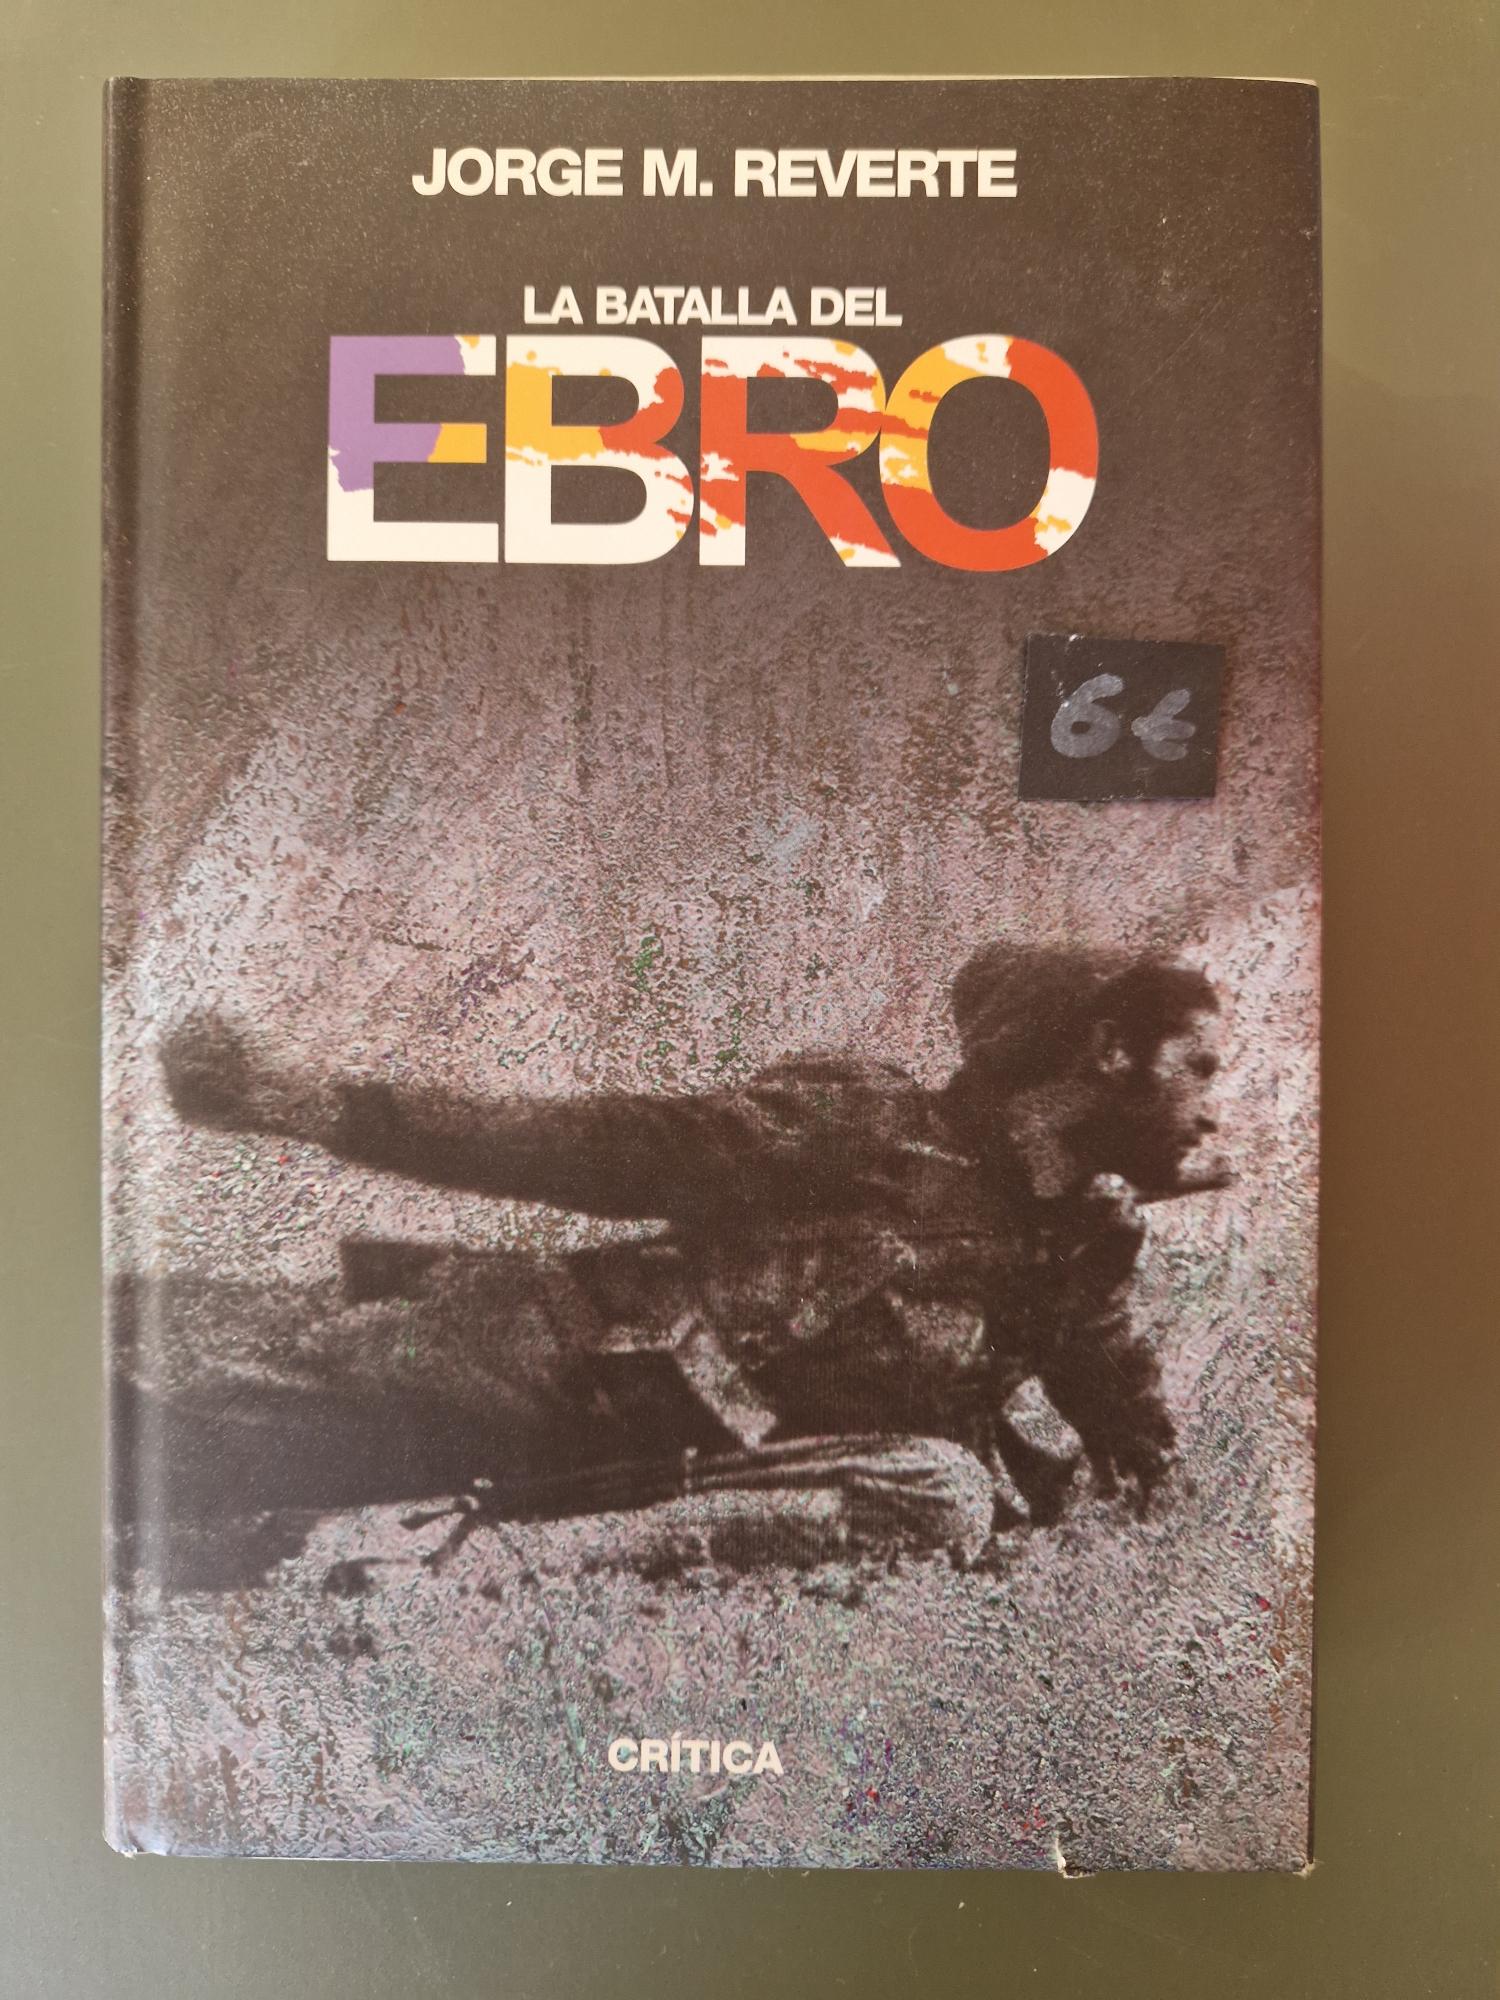 JORGE M. REVERTE
LA BATALLA DEL
EBRO
6€
CRÍTICA